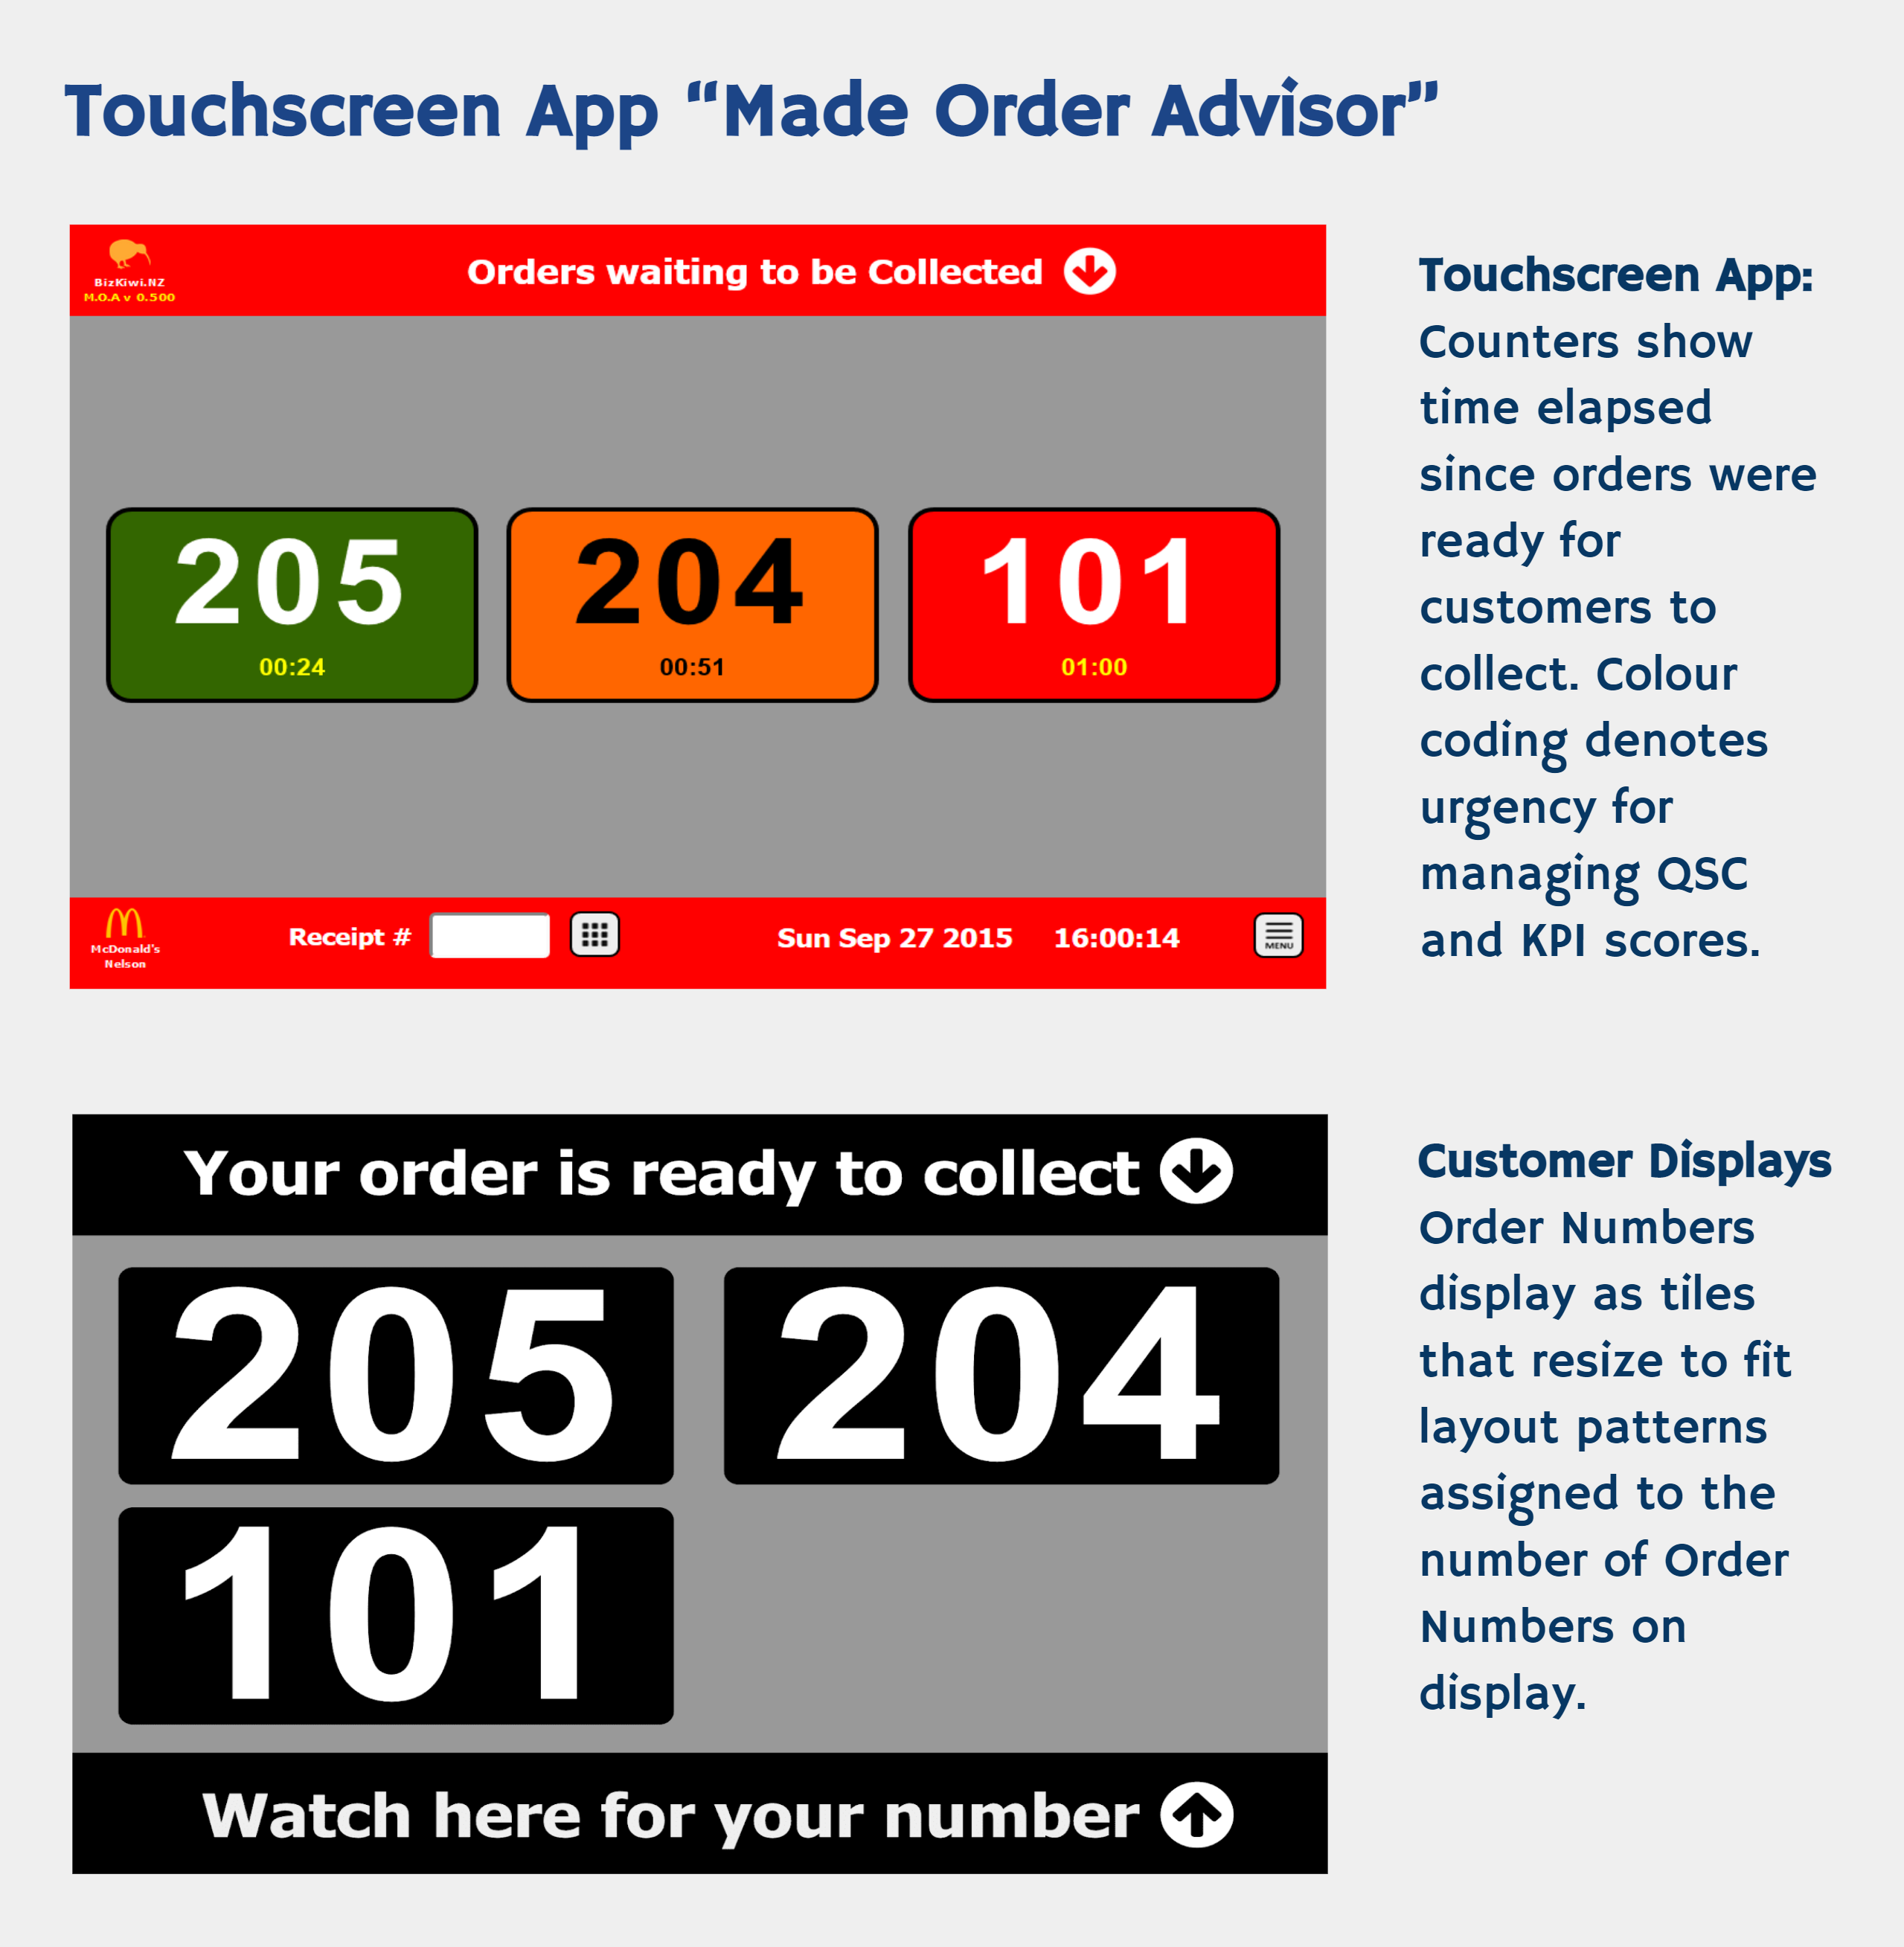 Touchscreen App “Made Order Advisor”
BizKiwi.NZ
M.O.A v 0.500
Orders waiting to be Collected
205
00:24
204
00:51
101
01:00
McDonald's
Nelson
Receipt #
Sun Sep 27 2015 16:00:14
MENU
Touchscreen App:
Counters show
time elapsed
since orders were
ready for
customers to
collect. Colour
coding denotes
urgency for
managing QSC
and KPI scores.
Your order is ready to collect
205
204
101
Watch here for your number
Customer Displays
Order Numbers
display as tiles
that resize to fit
layout patterns
assigned to the
number of Order
Numbers on
display.